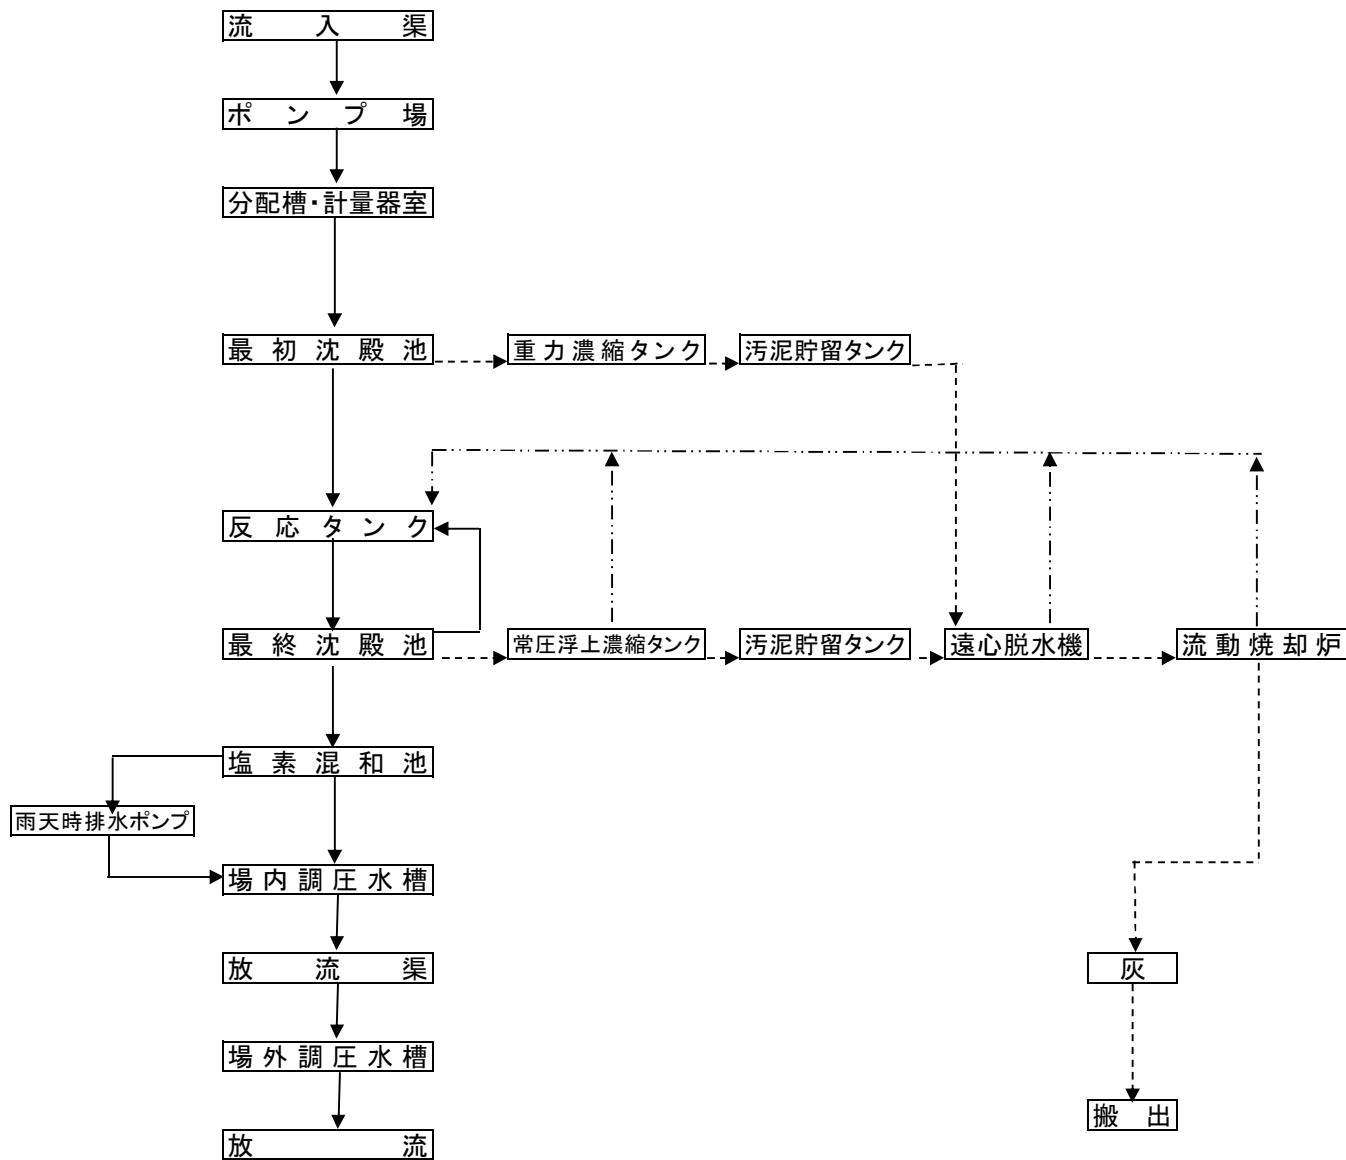 流入渠
ポンプ場
分配槽・計量器室
最初沈殿池
重力濃縮タンク
汚泥貯留タンク
反応タンク
最終沈殿池
常圧浮上濃縮タンク
汚泥貯留タンク
遠心脱水機
流動焼却炉
塩素混和池
雨天時排水ポンプ
場内調圧水槽
放流渠
灰
場外調圧水槽
搬出
放流